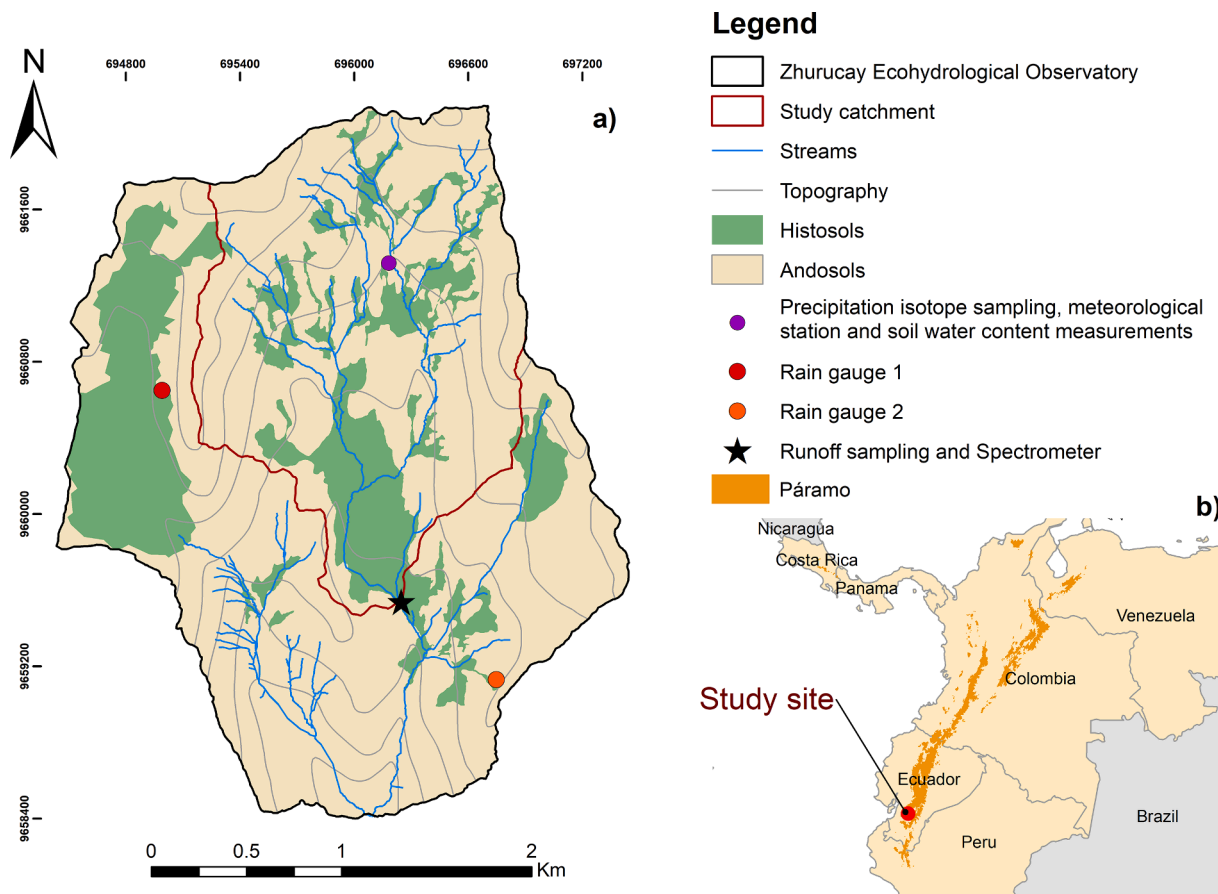 N
694800
695400
696000
696600
697200
a)
9661600
9660800
9660000
9659200
9658400
0
0.5
1
2
Km
Legend
Zhurucay Ecohydrological Observatory
Study catchment
Streams
Topography
Histosols
Andosols
Precipitation isotope sampling, meteorological
station and soil water content measurements
Rain gauge 1
Rain gauge 2
Runoff sampling and Spectrometer
Páramo
b)
Nicaragua
Costa Rica
Panama
Venezuela
Colombia
Study site
Ecuador
Brazil
Peru